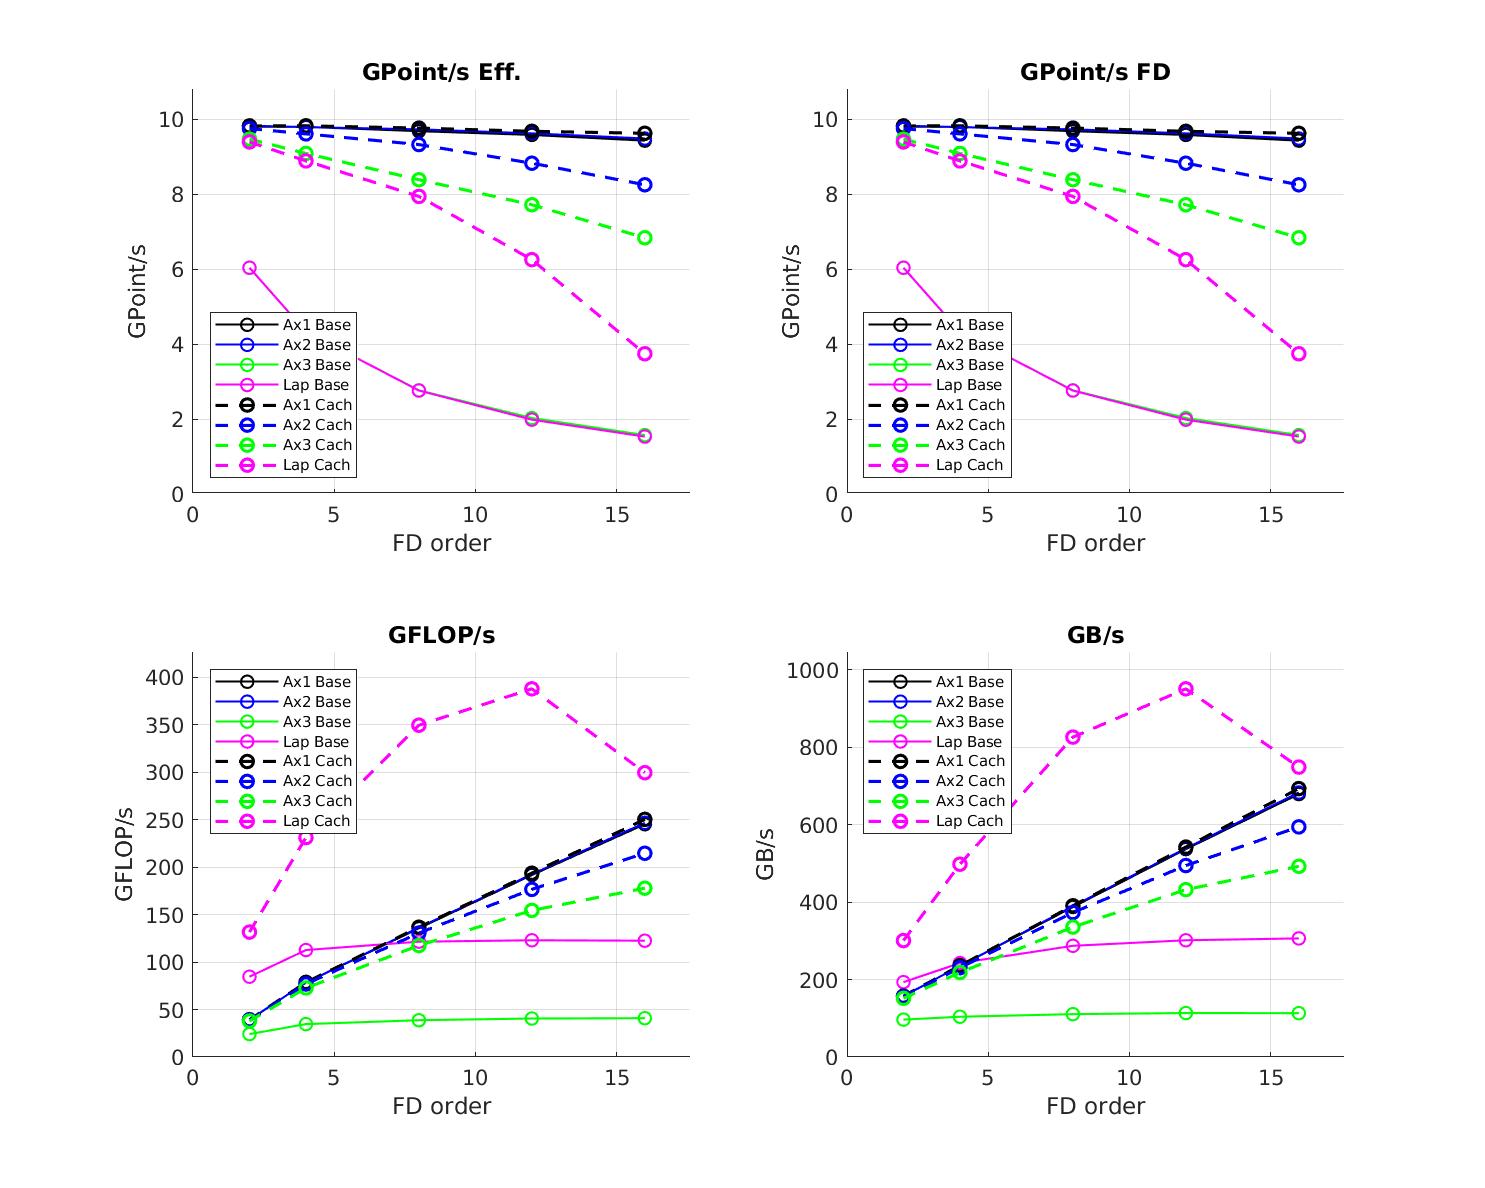 GPoint/s Eff.
GPoint/s
10
8
6
4
2
0
Ax1 Base
Ax2 Base
Ax3 Base
Lap Base
Ax1 Cach
Ax2 Cach
Ax3 Cach
Lap Cach
0 5 10 15
FD order
GPoint/s FD
GPoint/s
10
8
6
4
2
0
Ax1 Base
Ax2 Base
Ax3 Base
Lap Base
Ax1 Cach
Ax2 Cach
Ax3 Cach
Lap Cach
0 5 10 15
FD order
GFLOP/s
GFLOP/s
400
350
300
250
200
150
100
50
0
Ax1 Base
Ax2 Base
Ax3 Base
Lap Base
Ax1 Cach
Ax2 Cach
Ax3 Cach
Lap Cach
0 5 10 15
FD order
GB/s
GB/s
1000
800
600
400
200
0
Ax1 Base
Ax2 Base
Ax3 Base
Lap Base
Ax1 Cach
Ax2 Cach
Ax3 Cach
Lap Cach
0 5 10 15
FD order